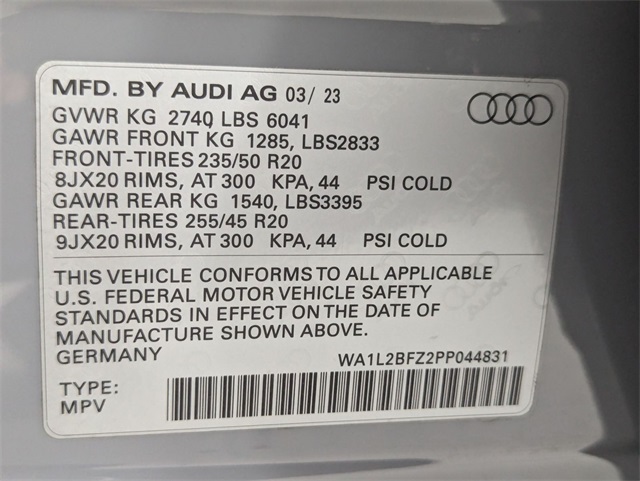 MFD. BY AUDI AG 03/ 23
GVWR KG 2740 LBS 6041
GAWR FRONT KG 1285, LBS2833
FRONT-TIRES 235/50 R20
8JX20 RIMS, AT 300 KPA, 44 PSI COLD
GAWR REAR KG 1540, LBS3395
REAR-TIRES 255/45 R20
9JX20 RIMS, AT 300 KPA, 44 PSI COLD
THIS VEHICLE CONFORMS TO ALL APPLICABLE
U.S. FEDERAL MOTOR VEHICLE SAFETY
STANDARDS IN EFFECT ON THE DATE OF
MANUFACTURE SHOWN ABOVE.
GERMANY WA1L2BFZ2PP044831
TYPE:
MPV